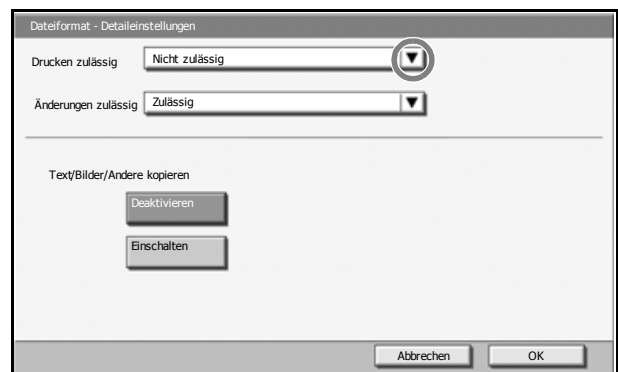 Dateiformat - Detaileinstellungen
Drucken zulässig Nicht zulässig
Änderungen zulässig Zulässig
Text/Bilder/Andere kopieren
Deaktivieren
Einschalten
Abbrechen OK